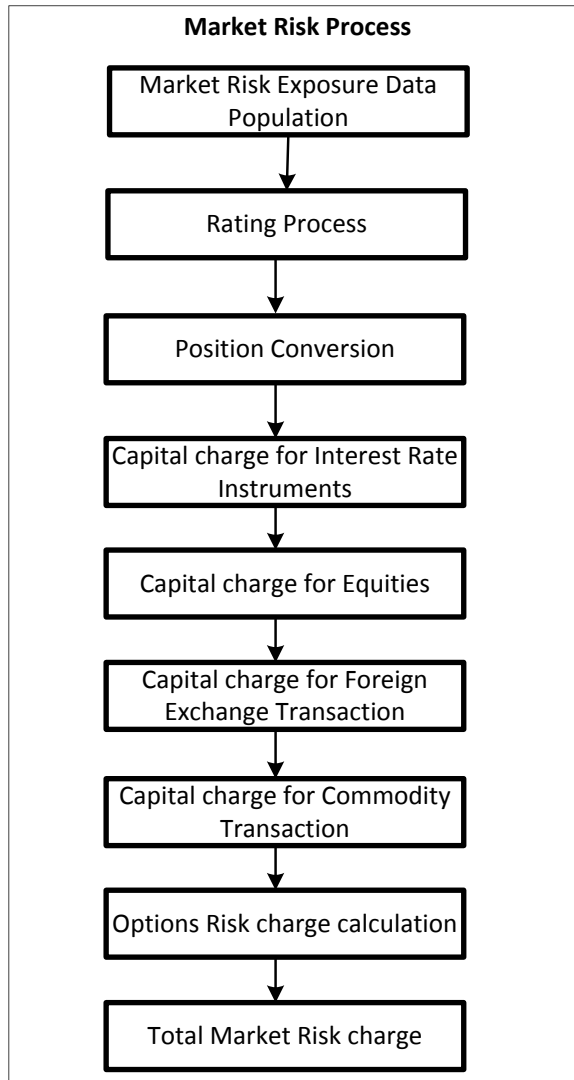 Market Risk Process
Market Risk Exposure Data
Population
Rating Process
Position Conversion
Capital charge for Interest Rate
Instruments
Capital charge for Equities
Capital charge for Foreign
Exchange Transaction
Capital charge for Commodity
Transaction
Options Risk charge calculation
Total Market Risk charge